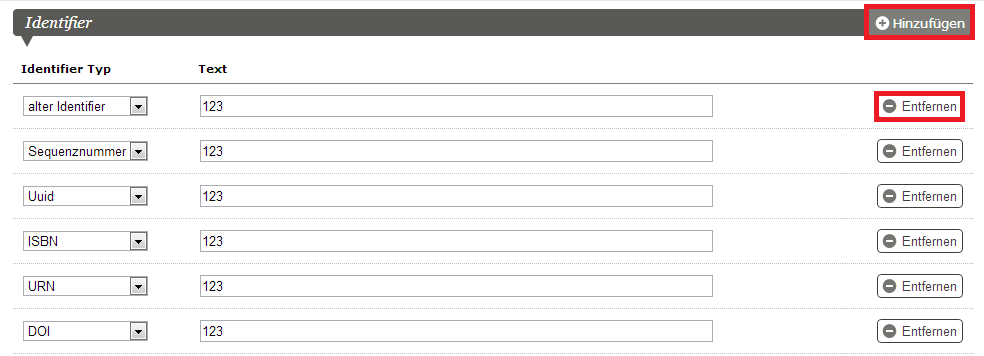 Identifier Hinzufügen
Identifier Typ Text
alter Identifier 123 Entfernen
Sequenznummer 123 Entfernen
Uuid 123 Entfernen
ISBN 123 Entfernen
URN 123 Entfernen
DOI 123 Entfernen